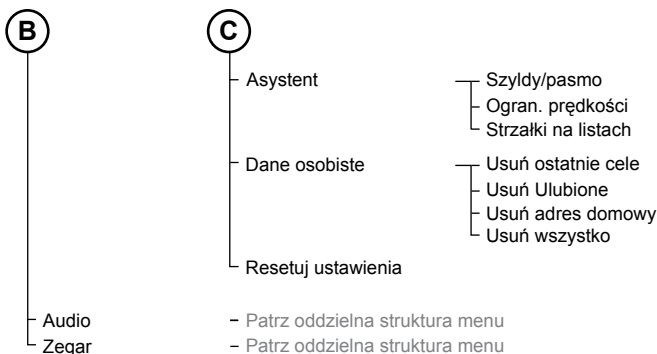 B
C
Asystent
Szyldy/pasmo
Ogran. prędkości
Strzałki na listach
Dane osobiste
Usuń ostatnie cele
Usuń Ulubione
Usuń adres domowy
Usuń wszystko
Resetuj ustawienia
Audio – Patrz oddzielna struktura menu
Zegar – Patrz oddzielna struktura menu